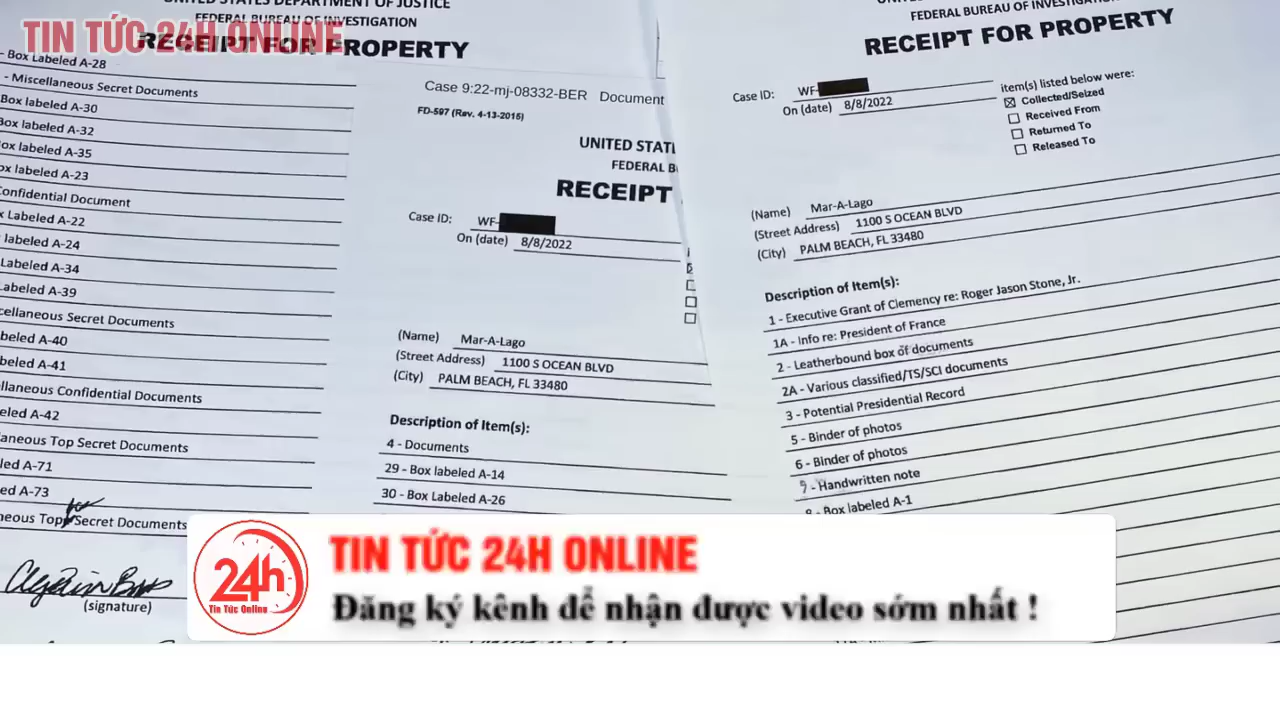 UNITED STATES DEPARTMENT OF JUSTICE
FEDERAL BUREAU OF INVESTIGATION
TIN TỨC 24H ONLINE
RECEIPT FOR PROPERTY
- Box Labeled A-28
- Miscellaneous Secret Documents
Box labeled A-30
Box labeled A-32
ox labeled A-35
ox labeled A-23
Confidential Document
x Labeled A-22
labeled A-24
Labeled A-34
abeled A-39
cellaneous Secret Documents
beled A-40
beled A-41
ellaneous Confidential Documents
eled A-42
aneous Top Secret Documents
led A-71
ed A-73
neous Top Secret Documents
(signature)
Case 9:22-mj-08332-BER Document
FD-597 (Rev. 4-13-2015)
UNITED STATE
FEDERAL B
RECEIPT
Case ID: WF-
On (date) 8/8/2022
(Name) Mar-A-Lago
(Street Address) 1100 S OCEAN BLVD
(City) PALM BEACH, FL 33480
Description of Item(s):
4 - Documents
29 - Box labeled A-14
30 - Box Labeled A-26
FEDERAL BUREAU OF INVESTIGATION
RECEIPT FOR PROPERTY
Case ID: WF-
On (date) 8/8/2022
item(s) listed below were:
☒ Collected/Seized
☐ Received From
☐ Returned To
☐ Released To
(Name) Mar-A-Lago
(Street Address) 1100 S OCEAN BLVD
(City) PALM BEACH, FL 33480
Description of Item(s):
1 - Executive Grant of Clemency re: Roger Jason Stone, Jr.
1A - Info re: President of France
2 - Leatherbound box of documents
2A - Various classified/TS/SCI documents
3 - Potential Presidential Record
5 - Binder of photos
6 - Binder of photos
7 - Handwritten note
8 - Box labeled A-1
24h
Tin Tức Online
TIN TỨC 24H ONLINE
Đăng ký kênh để nhận được video sớm nhất !